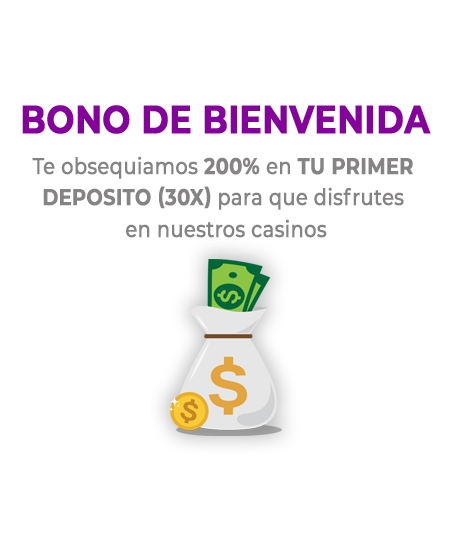 BONO DE BIENVENIDA
Te obsequiamos 200% en TU PRIMER
DEPOSITO (30X) para que disfrutes
en nuestros casinos
$
$
$